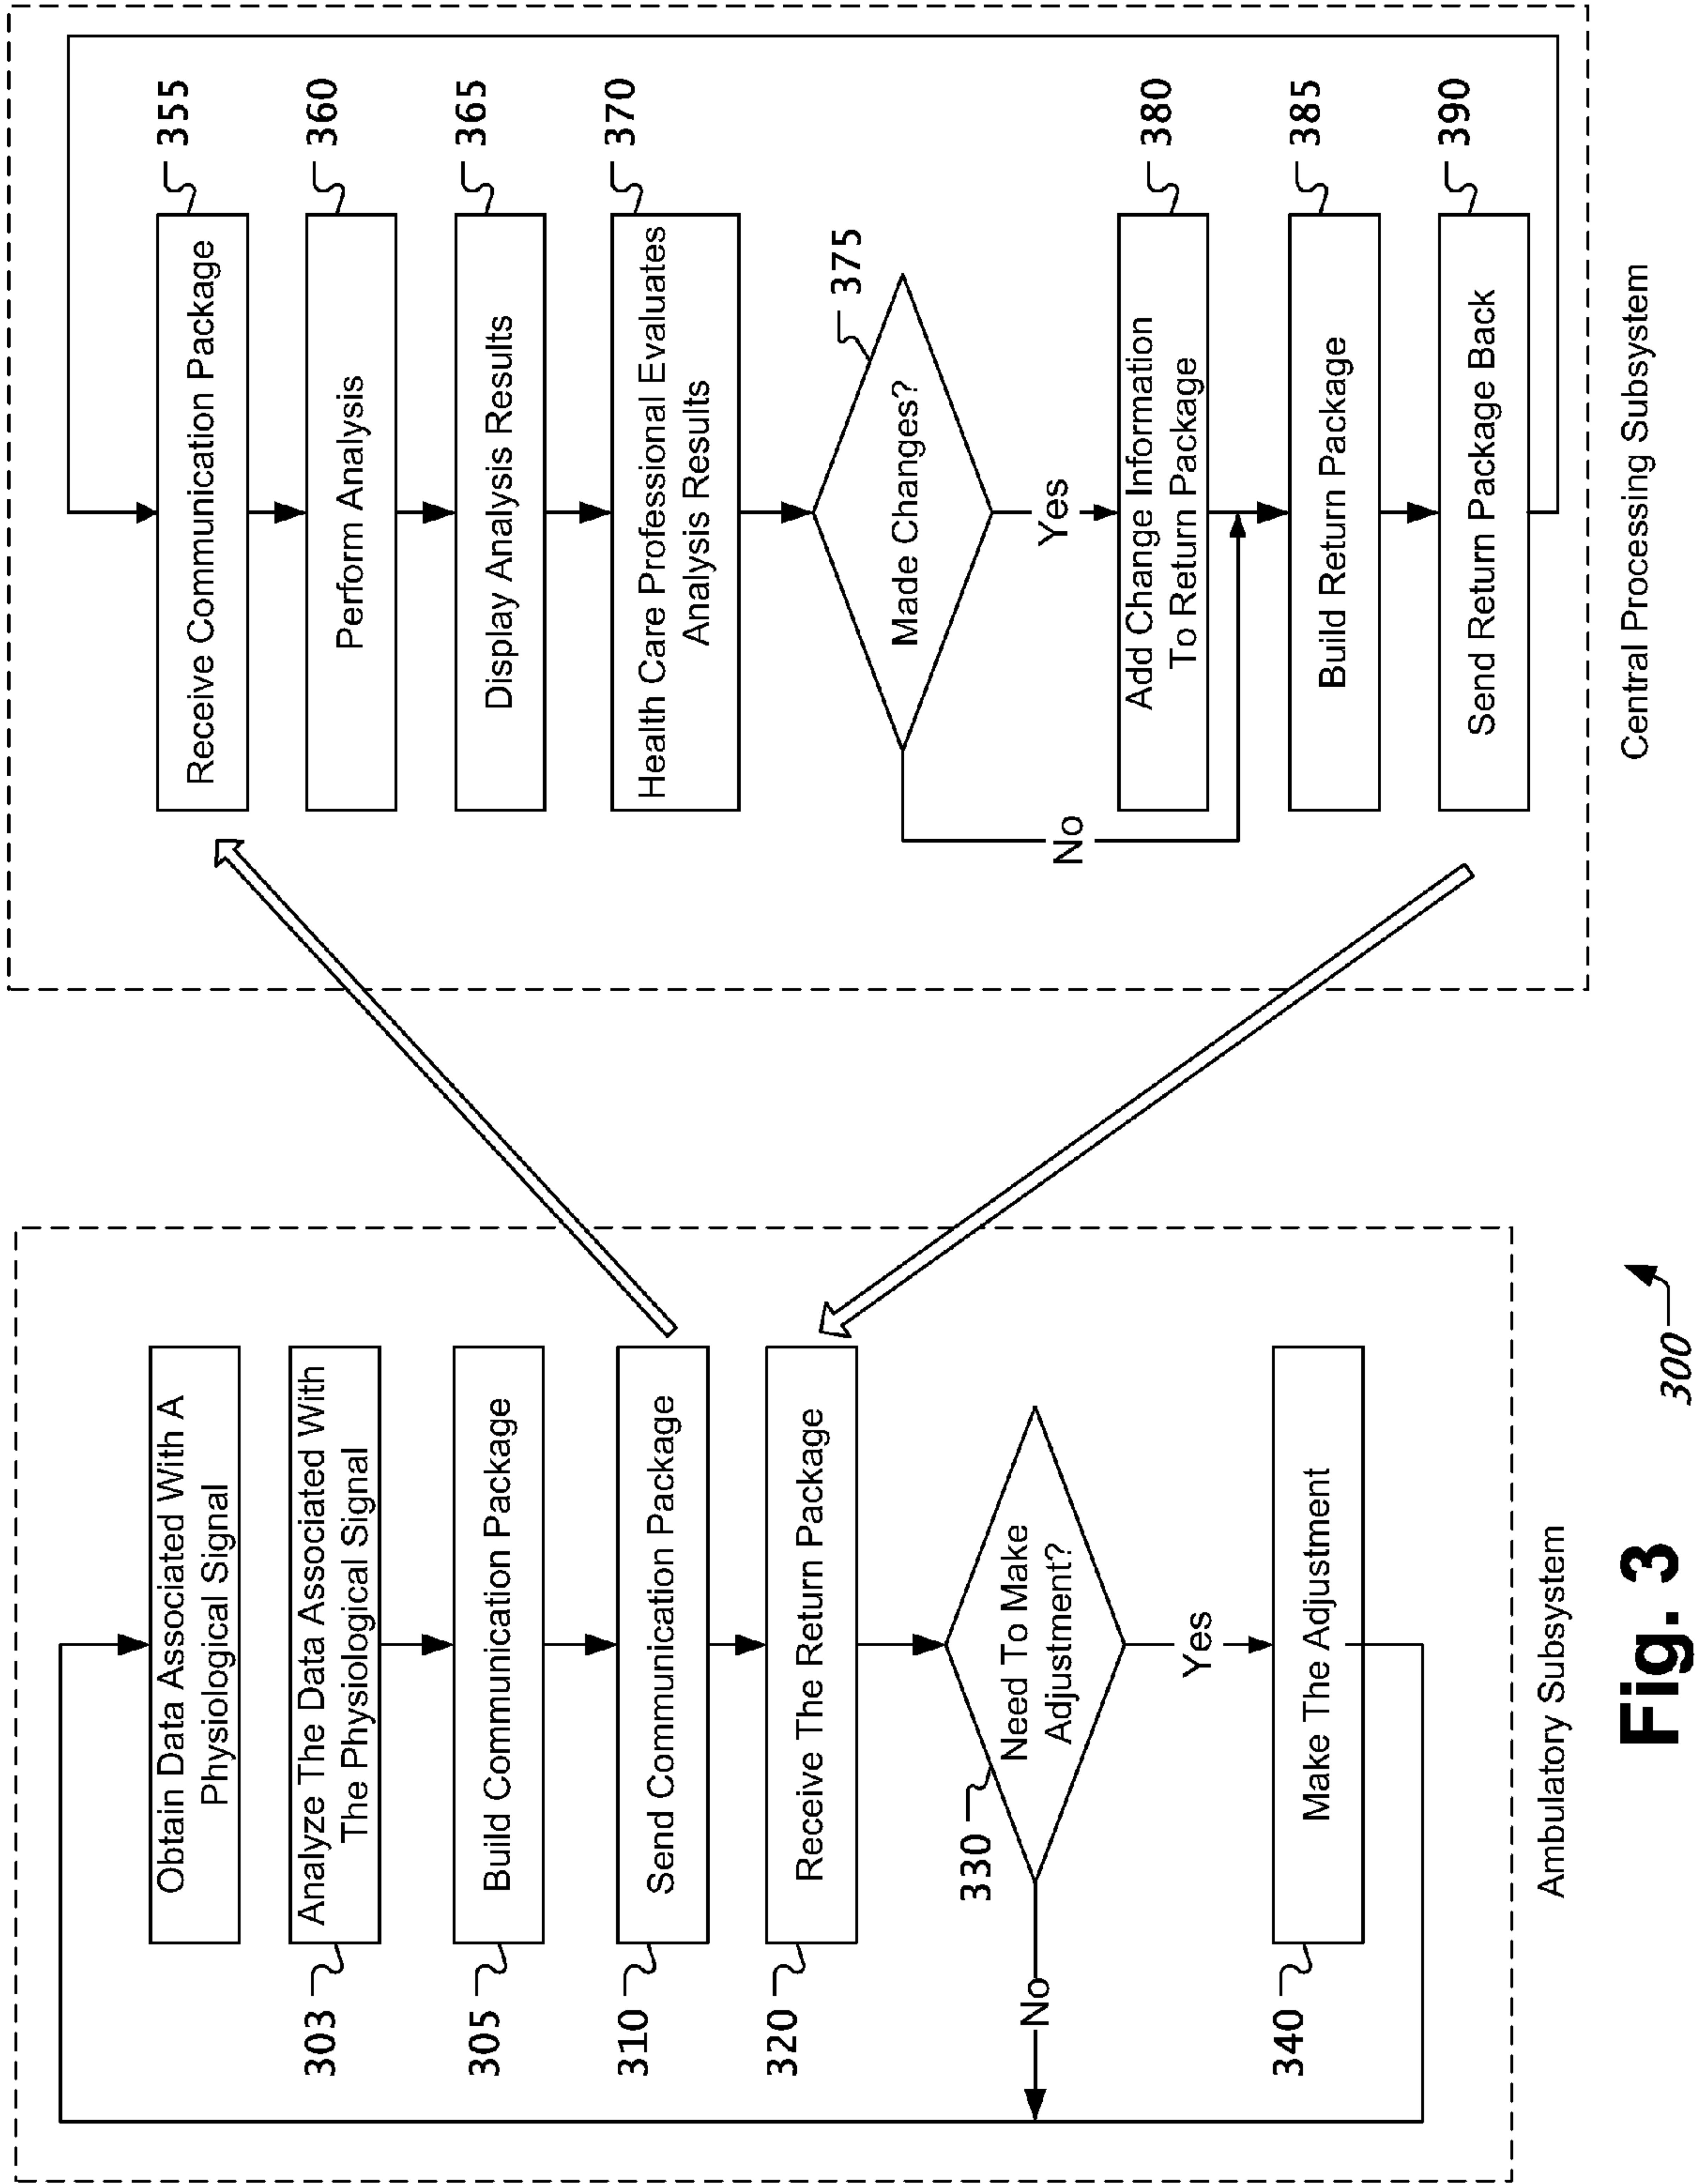 Obtain Data Associated With A
Physiological Signal
303
Analyze The Data Associated With
The Physiological Signal
305
Build Communication Package
310
Send Communication Package
320
Receive The Return Package
330
Need To Make
Adjustment?
No
Yes
340
Make The Adjustment
Ambulatory Subsystem
355
Receive Communication Package
360
Perform Analysis
365
Display Analysis Results
370
Health Care Professional Evaluates
Analysis Results
375
Made Changes?
Yes
No
380
Add Change Information
To Return Package
385
Build Return Package
390
Send Return Package Back
Central Processing Subsystem
Fig. 3
300